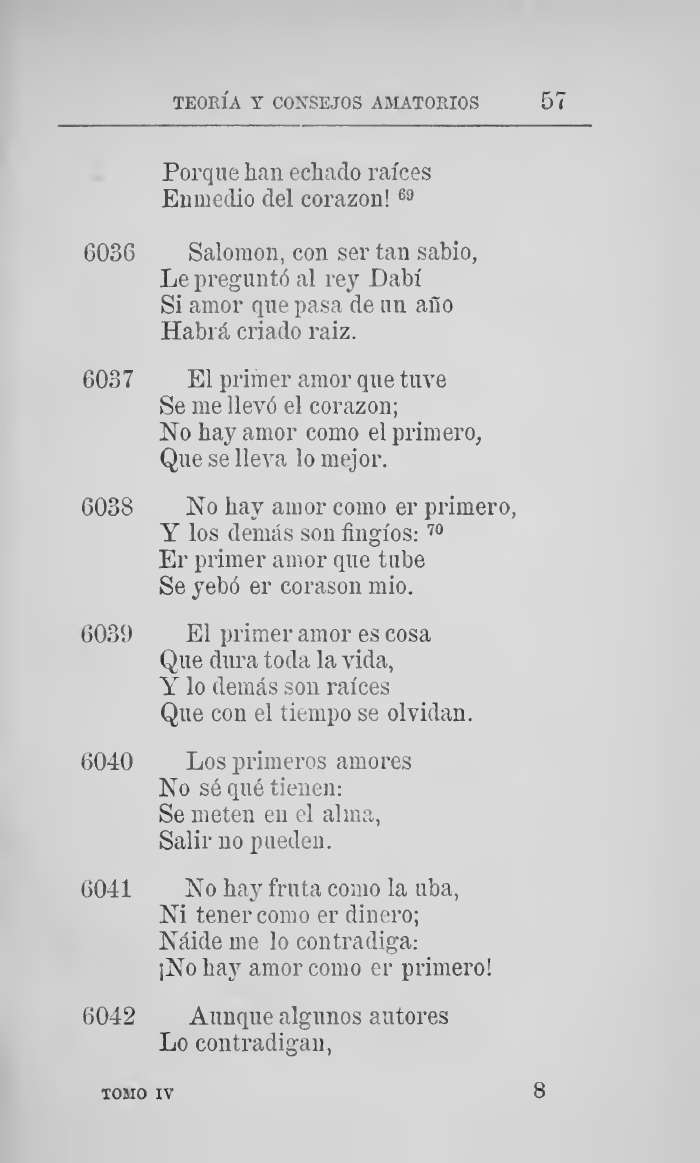 TEORÍA Y CONSEJOS AMATORIOS 57
Porque han echado raíces
Enmedio del corazon! 69
6036 Salomon, con ser tan sabio,
Le preguntó al rey Dabí
Si amor que pasa de un año
Habrá criado raiz.
6037 El primer amor que tuve
Se me llevó el corazon;
No hay amor como el primero,
Que se lleva lo mejor.
6038 No hay amor como er primero,
Y los demás son fingíos: 70
Er primer amor que tube
Se yebó er corason mio.
6039 El primer amor es cosa
Que dura toda la vida,
Y lo demás son raíces
Que con el tiempo se olvidan.
6040 Los primeros amores
No sé qué tienen:
Se meten en el alma,
Salir no pueden.
6041 No hay fruta como la uba,
Ni tener como er dinero;
Náide me lo contradiga:
¡No hay amor como er primero!
6042 Aunque algunos autores
Lo contradigan,
TOMO IV 8